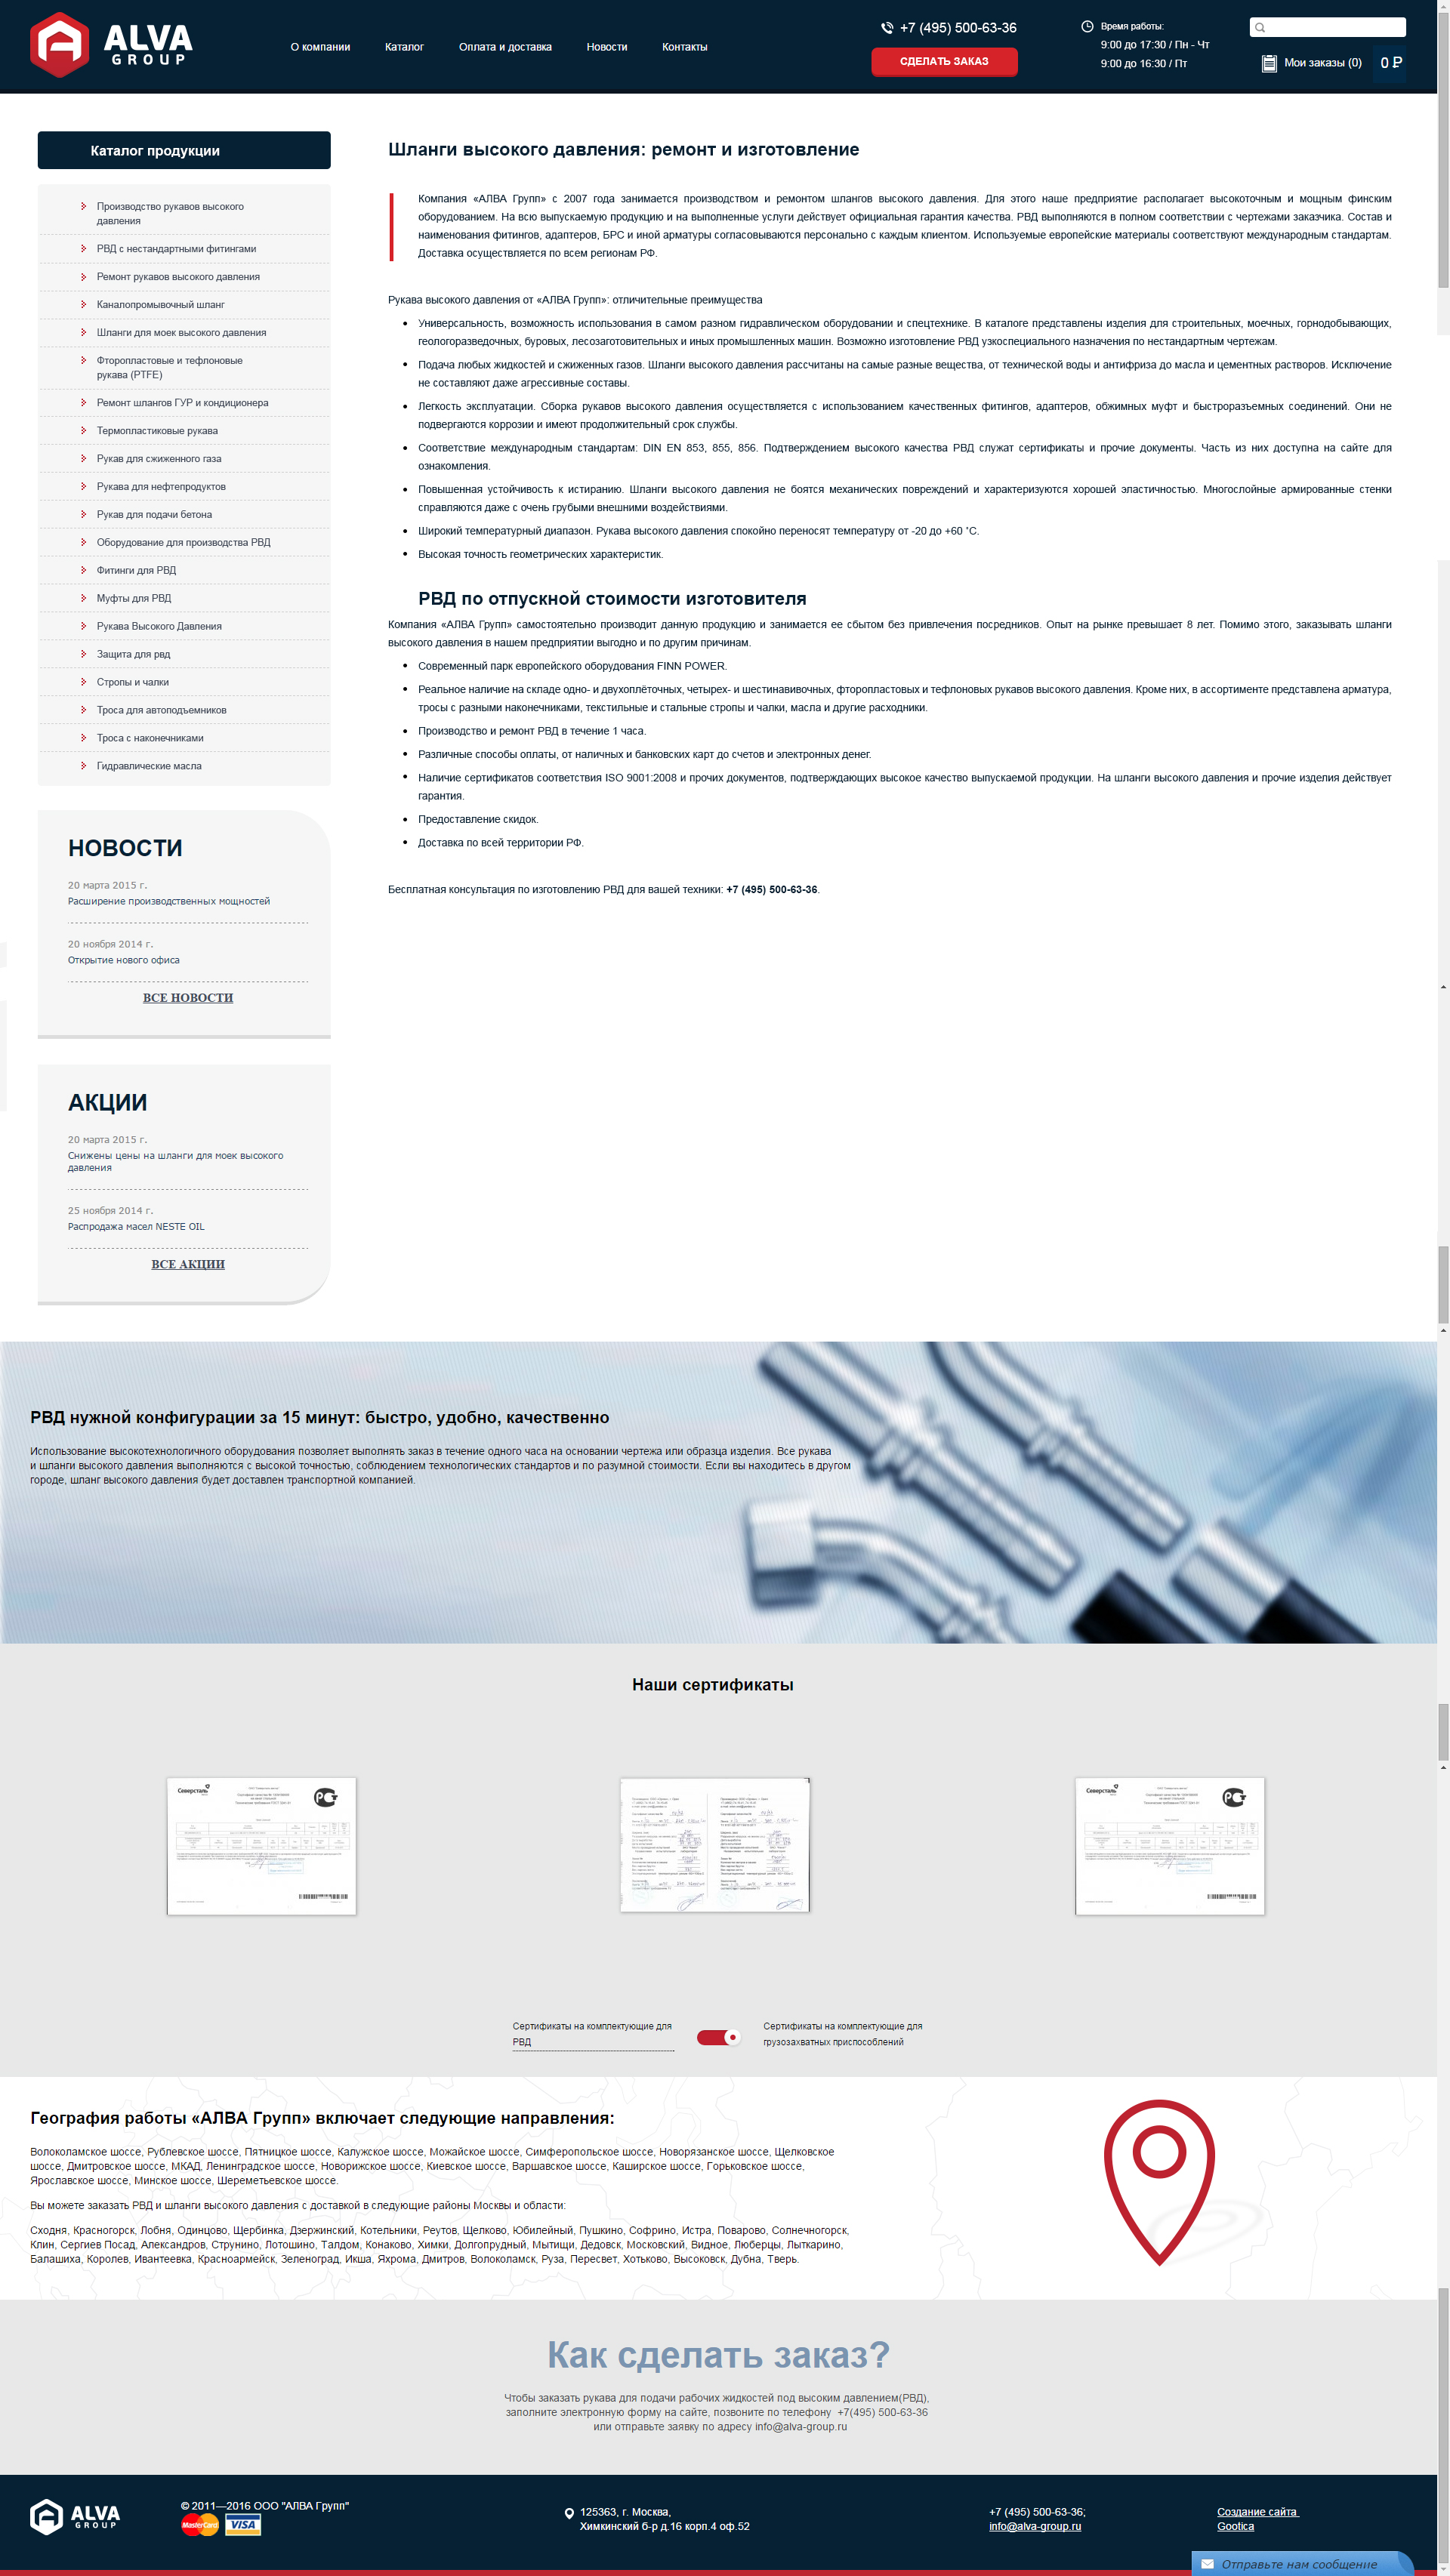 ALVA
GROUP
О компании
Каталог
Оплата и доставка
Новости
Контакты
+7 (495) 500-63-36
СДЕЛАТЬ ЗАКАЗ
Время работы:
9:00 до 17:30 / Пн - Чт
9:00 до 16:30 / Пт
Мои заказы (0)
0 ₽
Каталог продукции
Производство рукавов высокого
давления
РВД с нестандартными фитингами
Ремонт рукавов высокого давления
Каналопромывочный шланг
Шланги для моек высокого давления
Фторопластовые и тефлоновые
рукава (PTFE)
Ремонт шлангов ГУР и кондиционера
Термопластиковые рукава
Рукав для сжиженного газа
Рукава для нефтепродуктов
Рукав для подачи бетона
Оборудование для производства РВД
Фитинги для РВД
Муфты для РВД
Рукава Высокого Давления
Защита для рвд
Стропы и чалки
Троса для автоподъемников
Троса с наконечниками
Гидравлические масла
НОВОСТИ
20 марта 2015 г.
Расширение производственных мощностей
20 ноября 2014 г.
Открытие нового офиса
ВСЕ НОВОСТИ
АКЦИИ
20 марта 2015 г.
Снижены цены на шланги для моек высокого
давления
25 ноября 2014 г.
Распродажа масел NESTE OIL
ВСЕ АКЦИИ
Шланги высокого давления: ремонт и изготовление
Компания «АЛВА Групп» с 2007 года занимается производством и ремонтом шлангов высокого давления. Для этого наше предприятие располагает высокоточным и мощным финским
оборудованием. На всю выпускаемую продукцию и на выполненные услуги действует официальная гарантия качества. РВД выполняются в полном соответствии с чертежами заказчика. Состав и
наименования фитингов, адаптеров, БРС и иной арматуры согласовываются персонально с каждым клиентом. Используемые европейские материалы соответствуют международным стандартам.
Доставка осуществляется по всем регионам РФ.
Рукава высокого давления от «АЛВА Групп»: отличительные преимущества
Универсальность, возможность использования в самом разном гидравлическом оборудовании и спецтехнике. В каталоге представлены изделия для строительных, моечных, горнодобывающих,
геологоразведочных, буровых, лесозаготовительных и иных промышленных машин. Возможно изготовление РВД узкоспециального назначения по нестандартным чертежам.
Подача любых жидкостей и сжиженных газов. Шланги высокого давления рассчитаны на самые разные вещества, от технической воды и антифриза до масла и цементных растворов. Исключение
не составляют даже агрессивные составы.
Легкость эксплуатации. Сборка рукавов высокого давления осуществляется с использованием качественных фитингов, адаптеров, обжимных муфт и быстроразъемных соединений. Они не
подвергаются коррозии и имеют продолжительный срок службы.
Соответствие международным стандартам: DIN EN 853, 855, 856. Подтверждением высокого качества РВД служат сертификаты и прочие документы. Часть из них доступна на сайте для
ознакомления.
Повышенная устойчивость к истиранию. Шланги высокого давления не боятся механических повреждений и характеризуются хорошей эластичностью. Многослойные армированные стенки
справляются даже с очень грубыми внешними воздействиями.
Широкий температурный диапазон. Рукава высокого давления спокойно переносят температуру от -20 до +60 °С.
Высокая точность геометрических характеристик.
РВД по отпускной стоимости изготовителя
Компания «АЛВА Групп» самостоятельно производит данную продукцию и занимается ее сбытом без привлечения посредников. Опыт на рынке превышает 8 лет. Помимо этого, заказывать шланги
высокого давления в нашем предприятии выгодно и по другим причинам.
Современный парк европейского оборудования FINN POWER.
Реальное наличие на складе одно- и двухоплёточных, четырех- и шестинавивочных, фторопластовых и тефлоновых рукавов высокого давления. Кроме них, в ассортименте представлена арматура,
тросы с разными наконечниками, текстильные и стальные стропы и чалки, масла и другие расходники.
Производство и ремонт РВД в течение 1 часа.
Различные способы оплаты, от наличных и банковских карт до счетов и электронных денег.
Наличие сертификатов соответствия ISO 9001:2008 и прочих документов, подтверждающих высокое качество выпускаемой продукции. На шланги высокого давления и прочие изделия действует
гарантия.
Предоставление скидок.
Доставка по всей территории РФ.
Бесплатная консультация по изготовлению РВД для вашей техники: +7 (495) 500-63-36.
РВД нужной конфигурации за 15 минут: быстро, удобно, качественно
Использование высокотехнологичного оборудования позволяет выполнять заказ в течение одного часа на основании чертежа или образца изделия. Все рукава
и шланги высокого давления выполняются с высокой точностью, соблюдением технологических стандартов и по разумной стоимости. Если вы находитесь в другом
городе, шланг высокого давления будет доставлен транспортной компанией.
Наши сертификаты
Северсталь
Северсталь
Сертификаты на комплектующие для
РВД
Сертификаты на комплектующие для
грузозахватных приспособлений
География работы «АЛВА Групп» включает следующие направления:
Волоколамское шоссе, Рублевское шоссе, Пятницкое шоссе, Калужское шоссе, Можайское шоссе, Симферопольское шоссе, Новорязанское шоссе, Щелковское
шоссе, Дмитровское шоссе, МКАД, Ленинградское шоссе, Новорижское шоссе, Киевское шоссе, Варшавское шоссе, Каширское шоссе, Горьковское шоссе,
Ярославское шоссе, Минское шоссе, Шереметьевское шоссе.
Вы можете заказать РВД и шланги высокого давления с доставкой в следующие районы Москвы и области:
Сходня, Красногорск, Лобня, Одинцово, Щербинка, Дзержинский, Котельники, Реутов, Щелково, Юбилейный, Пушкино, Софрино, Истра, Поварово, Солнечногорск,
Клин, Сергиев Посад, Александров, Струнино, Лотошино, Талдом, Конаково, Химки, Долгопрудный, Мытищи, Дедовск, Московский, Видное, Люберцы, Лыткарино,
Балашиха, Королев, Ивантеевка, Красноармейск, Зеленоград, Икша, Яхрома, Дмитров, Волоколамск, Руза, Пересвет, Хотьково, Высоковск, Дубна, Тверь.
Как сделать заказ?
Чтобы заказать рукава для подачи рабочих жидкостей под высоким давлением(РВД),
заполните электронную форму на сайте, позвоните по телефону +7(495) 500-63-36
или отправьте заявку по адресу info@alva-group.ru
ALVA
GROUP
© 2011—2016 ООО "АЛВА Групп"
MasterCard
VISA
125363, г. Москва,
Химкинский б-р д.16 корп.4 оф.52
+7 (495) 500-63-36;
info@alva-group.ru
Создание сайта
Gootica
Отправьте нам сообщение